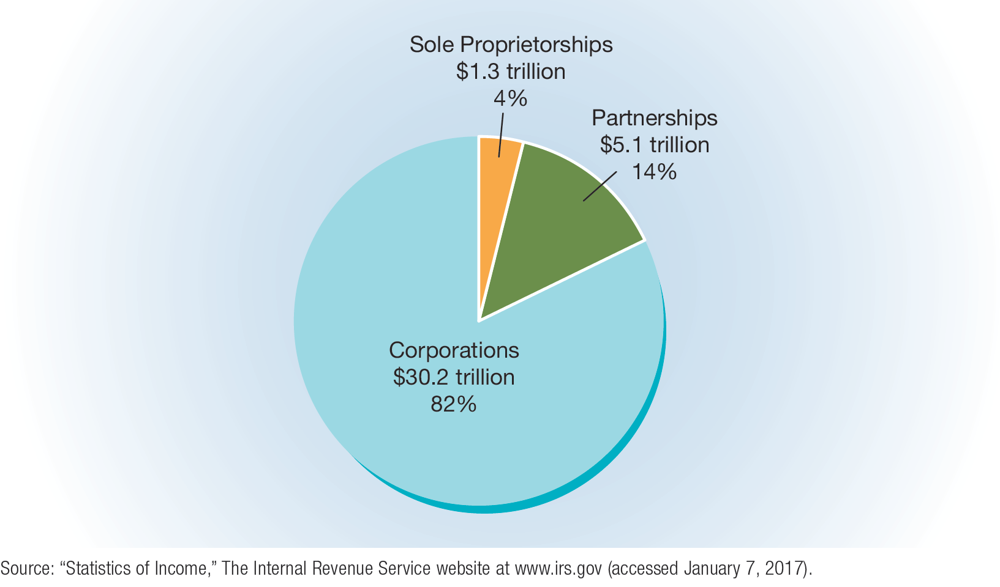 Sole Proprietorships
$1.3 trillion
4%
Partnerships
$5.1 trillion
14%
Corporations
$30.2 trillion
82%
Source: “Statistics of Income,” The Internal Revenue Service website at www.irs.gov (accessed January 7, 2017).